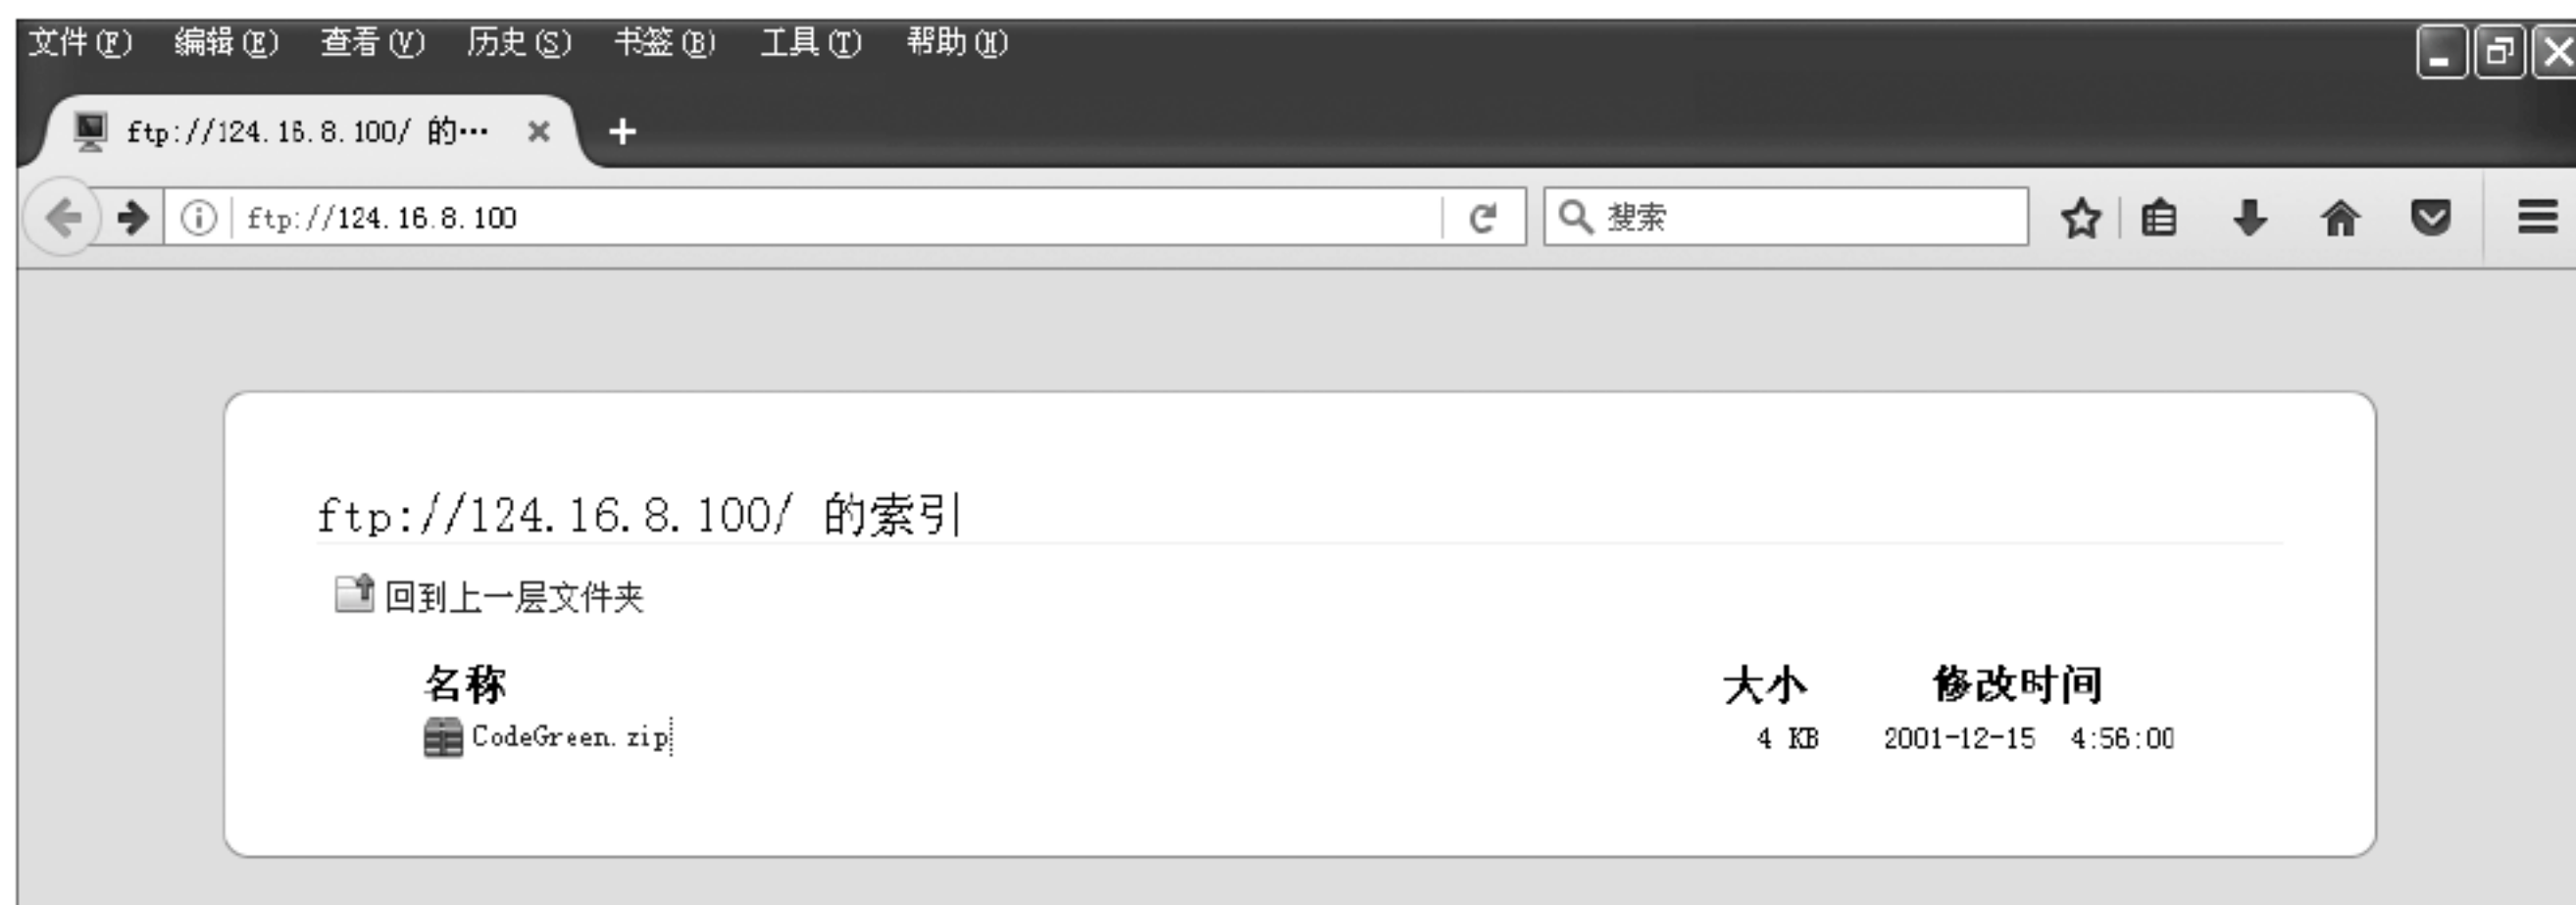 文件(F) 编辑(E) 查看(V) 历史(S) 书签(B) 工具(T) 帮助(H)
ftp://124.16.8.100/ 的…
ftp://124.16.8.100
搜索
ftp://124.16.8.100/ 的索引
回到上一层文件夹
名称 大小 修改时间
CodeGreen.zip 4 KB 2001-12-15 4:56:00